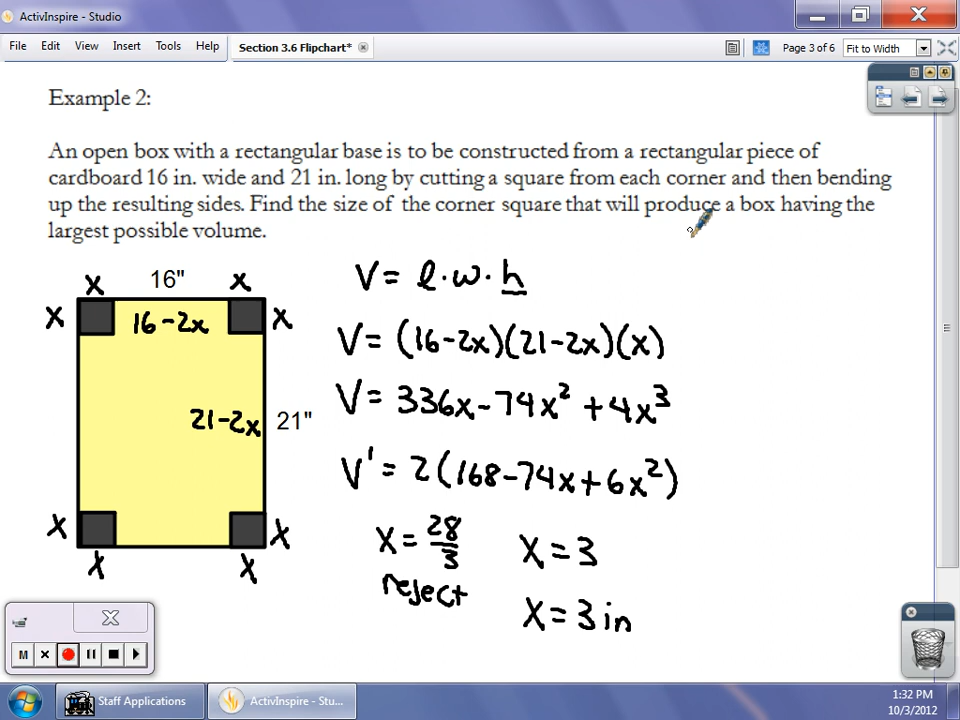 ActivInspire - Studio
File Edit View Insert Tools Help Section 3.6 Flipchart* Page 3 of 6 Fit to Width
Example 2:
An open box with a rectangular base is to be constructed from a rectangular piece of
cardboard 16 in. wide and 21 in. long by cutting a square from each corner and then bending
up the resulting sides. Find the size of the corner square that will produce a box having the
largest possible volume.
x 16" x
x 16-2x x
21-2x 21"
x x
x x
V = l·w·h
V = (16-2x)(21-2x)(x)
V = 336x-74x² +4x³
V' = 2(168-74x+6x²)
x = 28/3 x = 3
reject
x = 3 in
M
Staff Applications
ActivInspire - Stu...
1:32 PM
10/3/2012